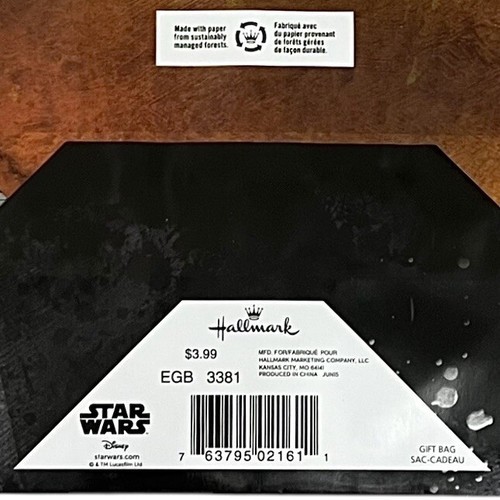 Made with paper
from sustainably
managed forests.
Fabriqué avec
du papier provenant
de forêts gérées
de façon durable.
Hallmark
$3.99
EGB 3381
MFD. FOR/FABRIQUÉ POUR
HALLMARK MARKETING COMPANY, LLC
KANSAS CITY, MO 64141
PRODUCED IN CHINA JUN15
STAR
WARS
Disney
starwars.com
© & TM Lucasfilm Ltd
7 63795 02161 1
GIFT BAG
SAC-CADEAU